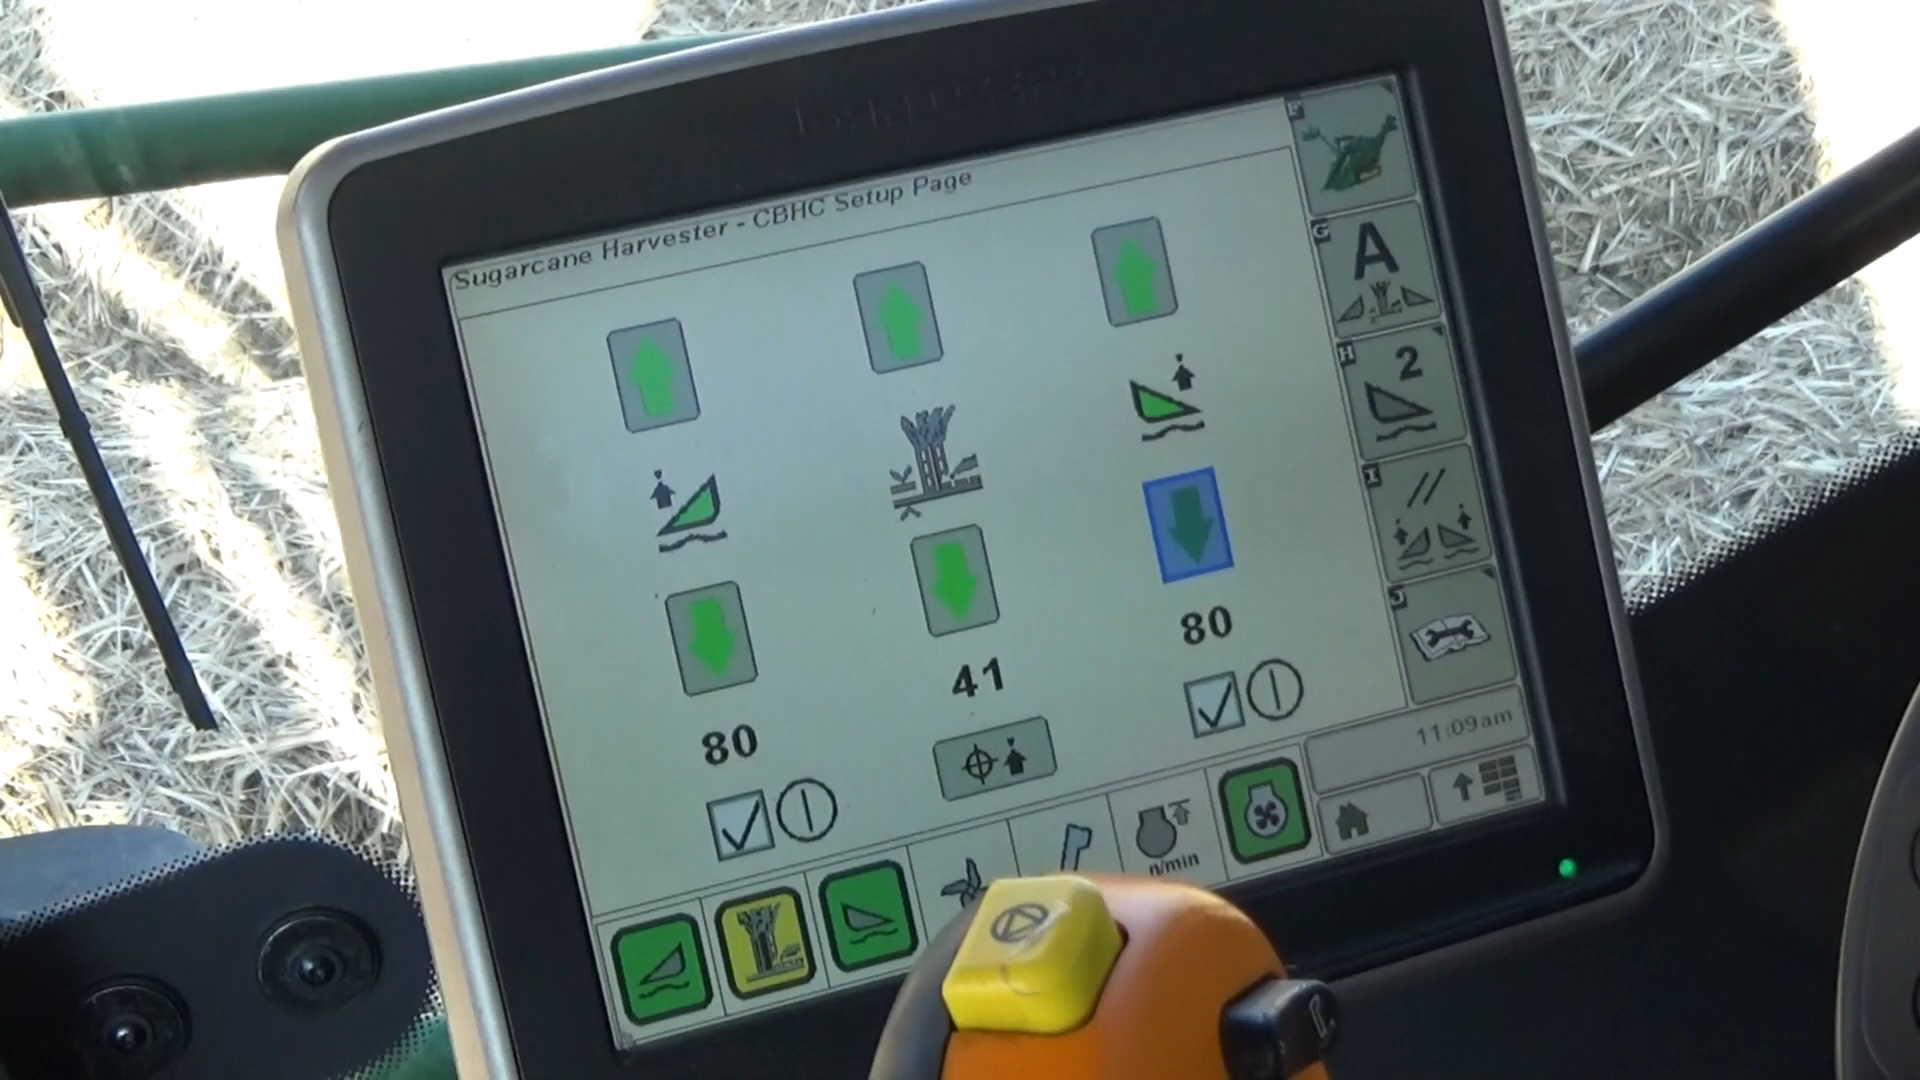 Sugarcane Harvester - CBHC Setup Page
F
G
A
H
2
I
J
80
41
80
11:09am
n/min